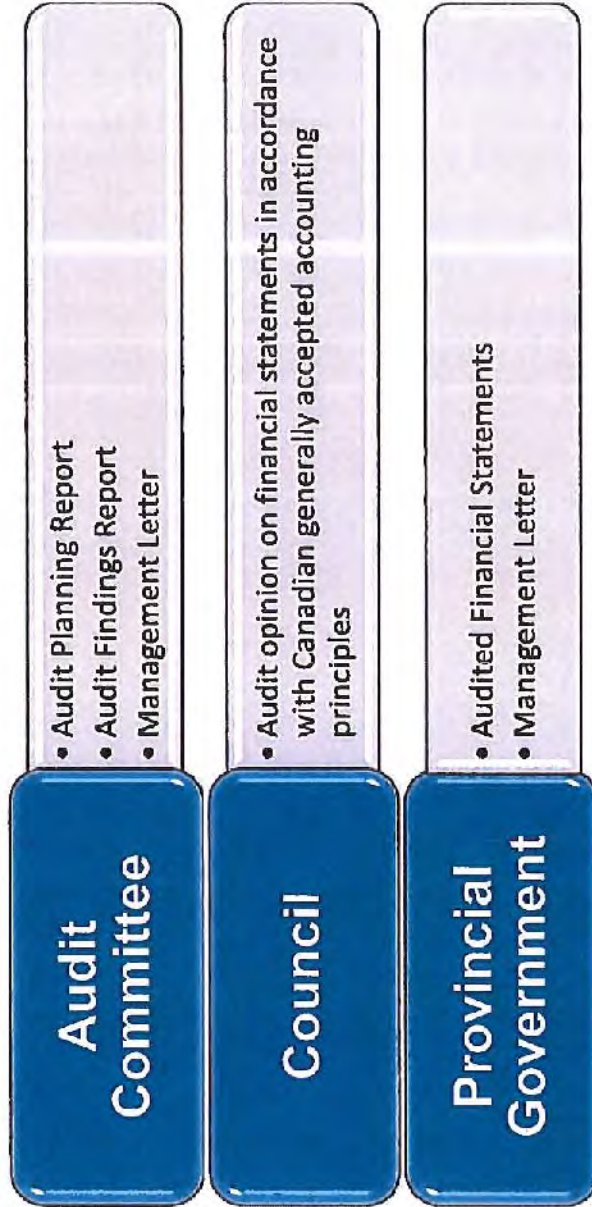 Audit
Committee
• Audit Planning Report
• Audit Findings Report
• Management Letter
Council
• Audit opinion on financial statements in accordance
with Canadian generally accepted accounting
principles
Provincial
Government
• Audited Financial Statements
• Management Letter